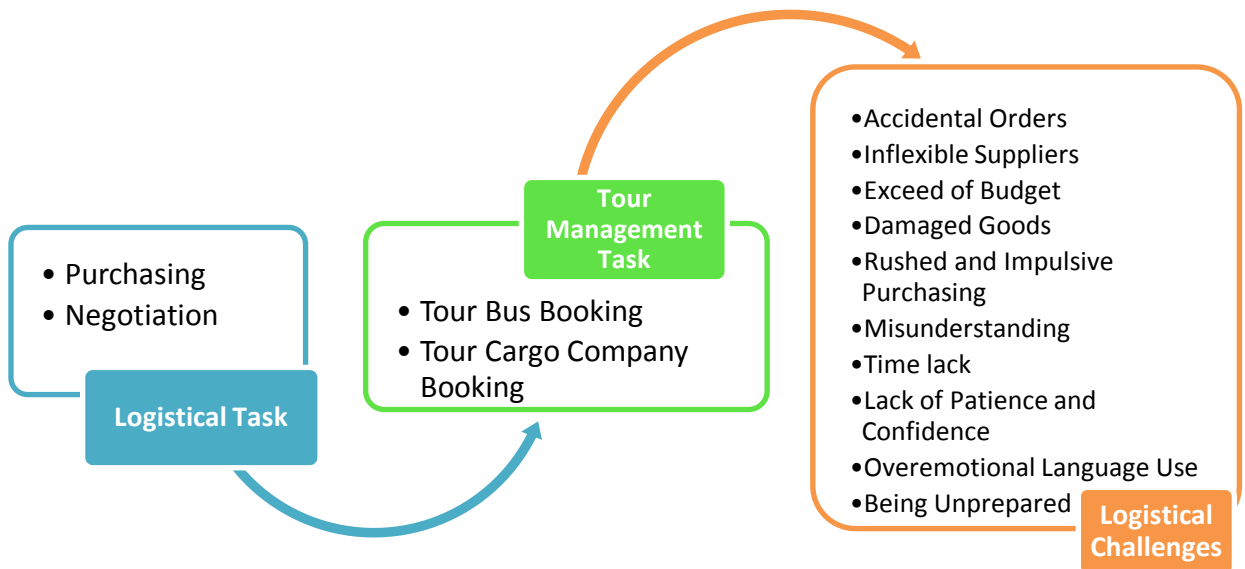 • Purchasing
• Negotiation
Logistical Task
Tour
Management
Task
• Tour Bus Booking
• Tour Cargo Company
Booking
•Accidental Orders
•Inflexible Suppliers
•Exceed of Budget
•Damaged Goods
•Rushed and Impulsive
Purchasing
•Misunderstanding
•Time lack
•Lack of Patience and
Confidence
•Overemotional Language Use
•Being Unprepared
Logistical
Challenges